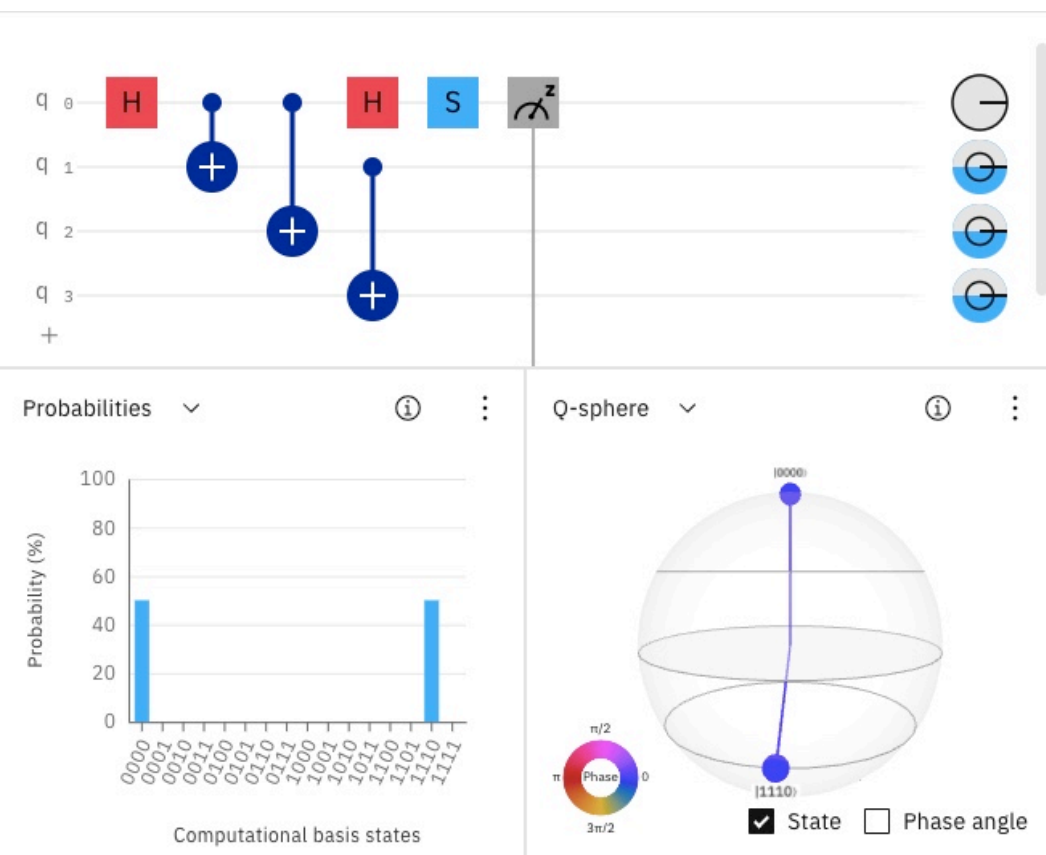 q 0 H H S z
q 1
q 2
q 3
+
Probabilities
Q-sphere
Probability (%)
100
80
60
40
20
0
0000
0001
0010
0011
0100
0101
0110
0111
1000
1001
1010
1011
1100
1101
1110
1111
Computational basis states
|0000⟩
|1110⟩
π/2
π Phase 0
3π/2
State Phase angle